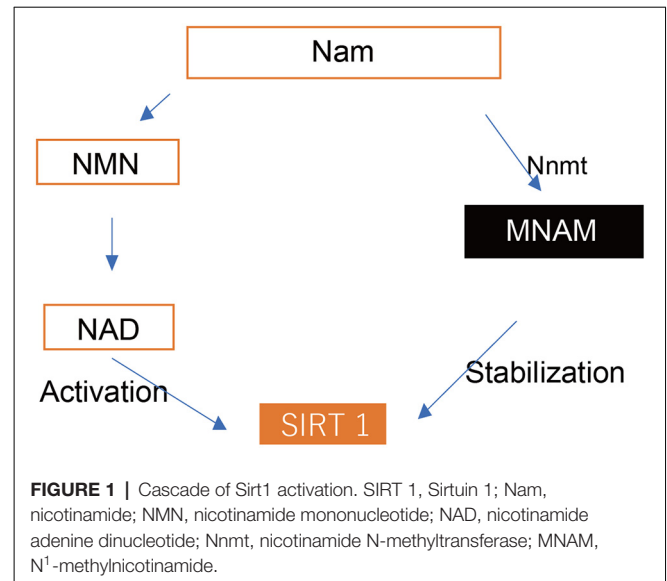 Nam
NMN
Nnmt
MNAM
NAD
Activation
Stabilization
SIRT 1
FIGURE 1 | Cascade of Sirt1 activation. SIRT 1, Sirtuin 1; Nam,
nicotinamide; NMN, nicotinamide mononucleotide; NAD, nicotinamide
adenine dinucleotide; Nnmt, nicotinamide N-methyltransferase; MNAM,
N¹-methylnicotinamide.